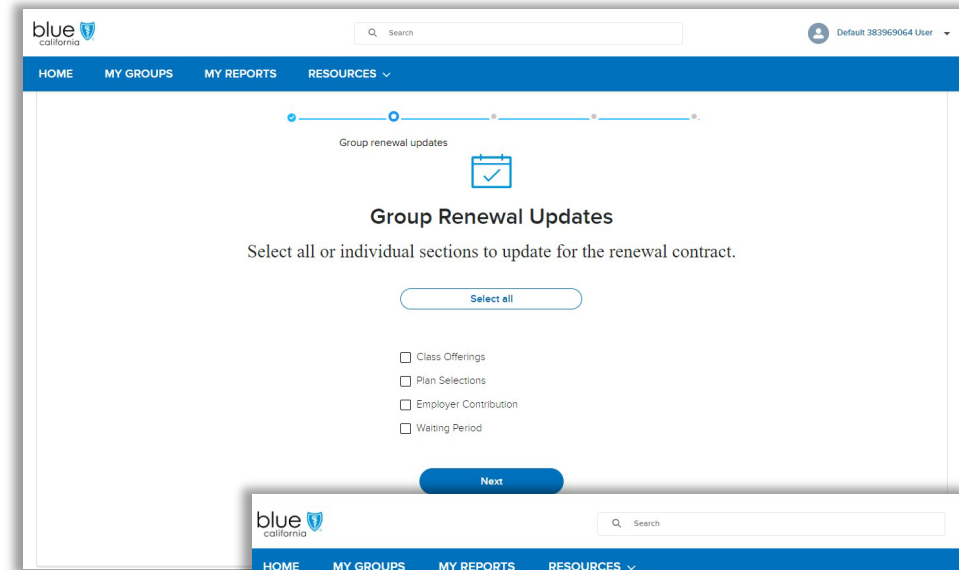 blue
california
Search
Default 383969064 User
HOME MY GROUPS MY REPORTS RESOURCES
Group renewal updates
Group Renewal Updates
Select all or individual sections to update for the renewal contract.
Select all
Class Offerings
Plan Selections
Employer Contribution
Waiting Period
Next
blue
california
Search
HOME MY GROUPS MY REPORTS RESOURCES